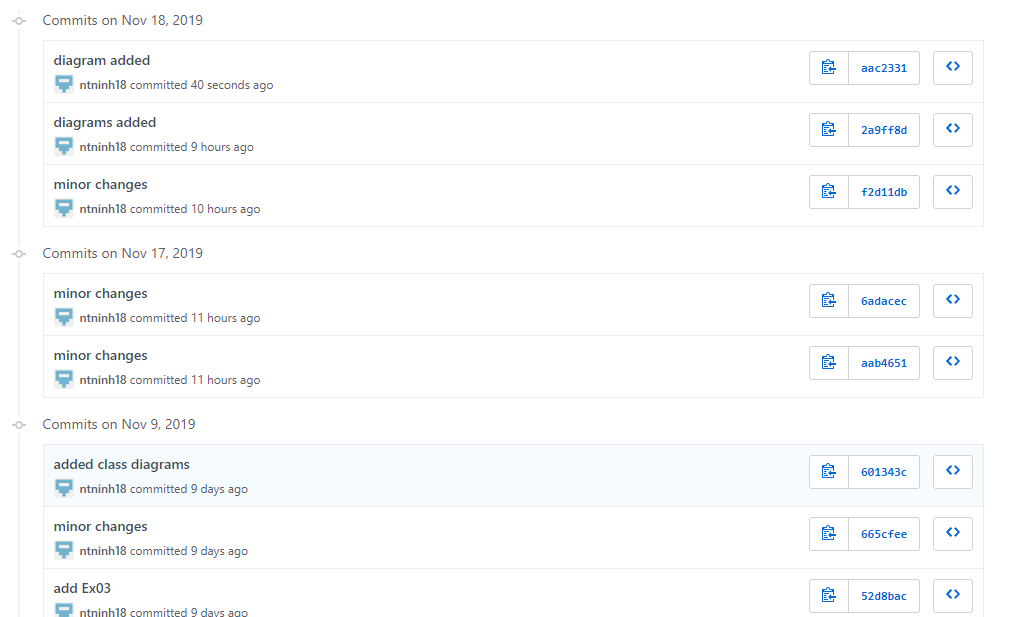 Commits on Nov 18, 2019
diagram added
ntninh18 committed 40 seconds ago
aac2331
diagrams added
ntninh18 committed 9 hours ago
2a9ff8d
minor changes
ntninh18 committed 10 hours ago
f2d11db
Commits on Nov 17, 2019
minor changes
ntninh18 committed 11 hours ago
6adacec
minor changes
ntninh18 committed 11 hours ago
aab4651
Commits on Nov 9, 2019
added class diagrams
ntninh18 committed 9 days ago
601343c
minor changes
ntninh18 committed 9 days ago
665cfee
add Ex03
ntninh18 committed 9 days ago
52d8bac